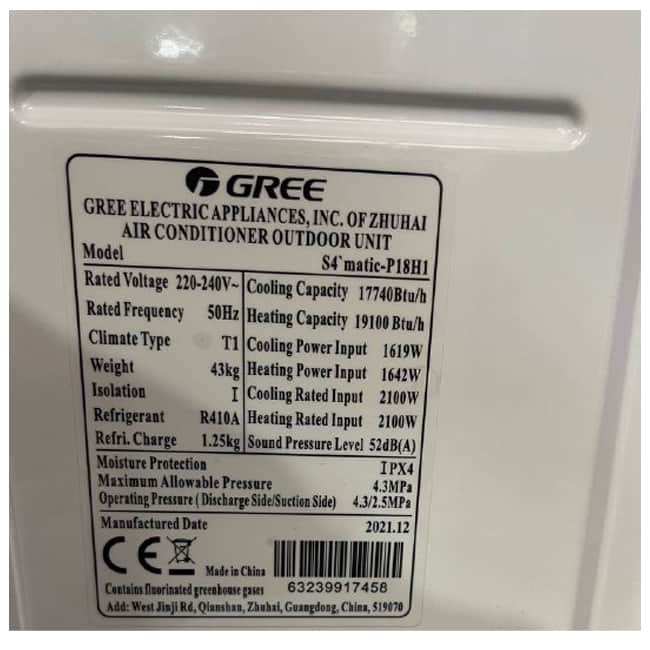 GREE
GREE ELECTRIC APPLIANCES, INC. OF ZHUHAI
AIR CONDITIONER OUTDOOR UNIT
Model S4`matic-P18H1
Rated Voltage 220-240V~ Cooling Capacity 17740Btu/h
Rated Frequency 50Hz Heating Capacity 19100 Btu/h
Climate Type T1 Cooling Power Input 1619W
Weight 43kg Heating Power Input 1642W
Isolation I Cooling Rated Input 2100W
Refrigerant R410A Heating Rated Input 2100W
Refri. Charge 1.25kg Sound Pressure Level 52dB(A)
Moisture Protection IPX4
Maximum Allowable Pressure 4.3MPa
Operating Pressure ( Discharge Side/Suction Side) 4.3/2.5MPa
Manufactured Date 2021.12
CE Made in China
Contains fluorinated greenhouse gases 63239917458
Add: West Jinji Rd, Qianshan, Zhuhai, Guangdong, China, 519070